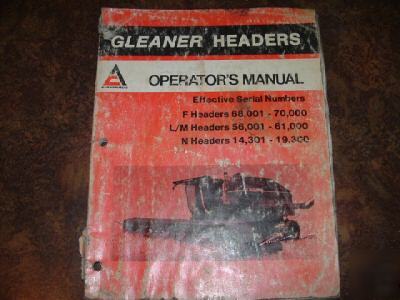 GLEANER HEADERS
OPERATOR'S MANUAL
Effective Serial Numbers
F Headers 68,001 - 70,000
L/M Headers 56,001 - 61,000
N Headers 14,301 - 19,300